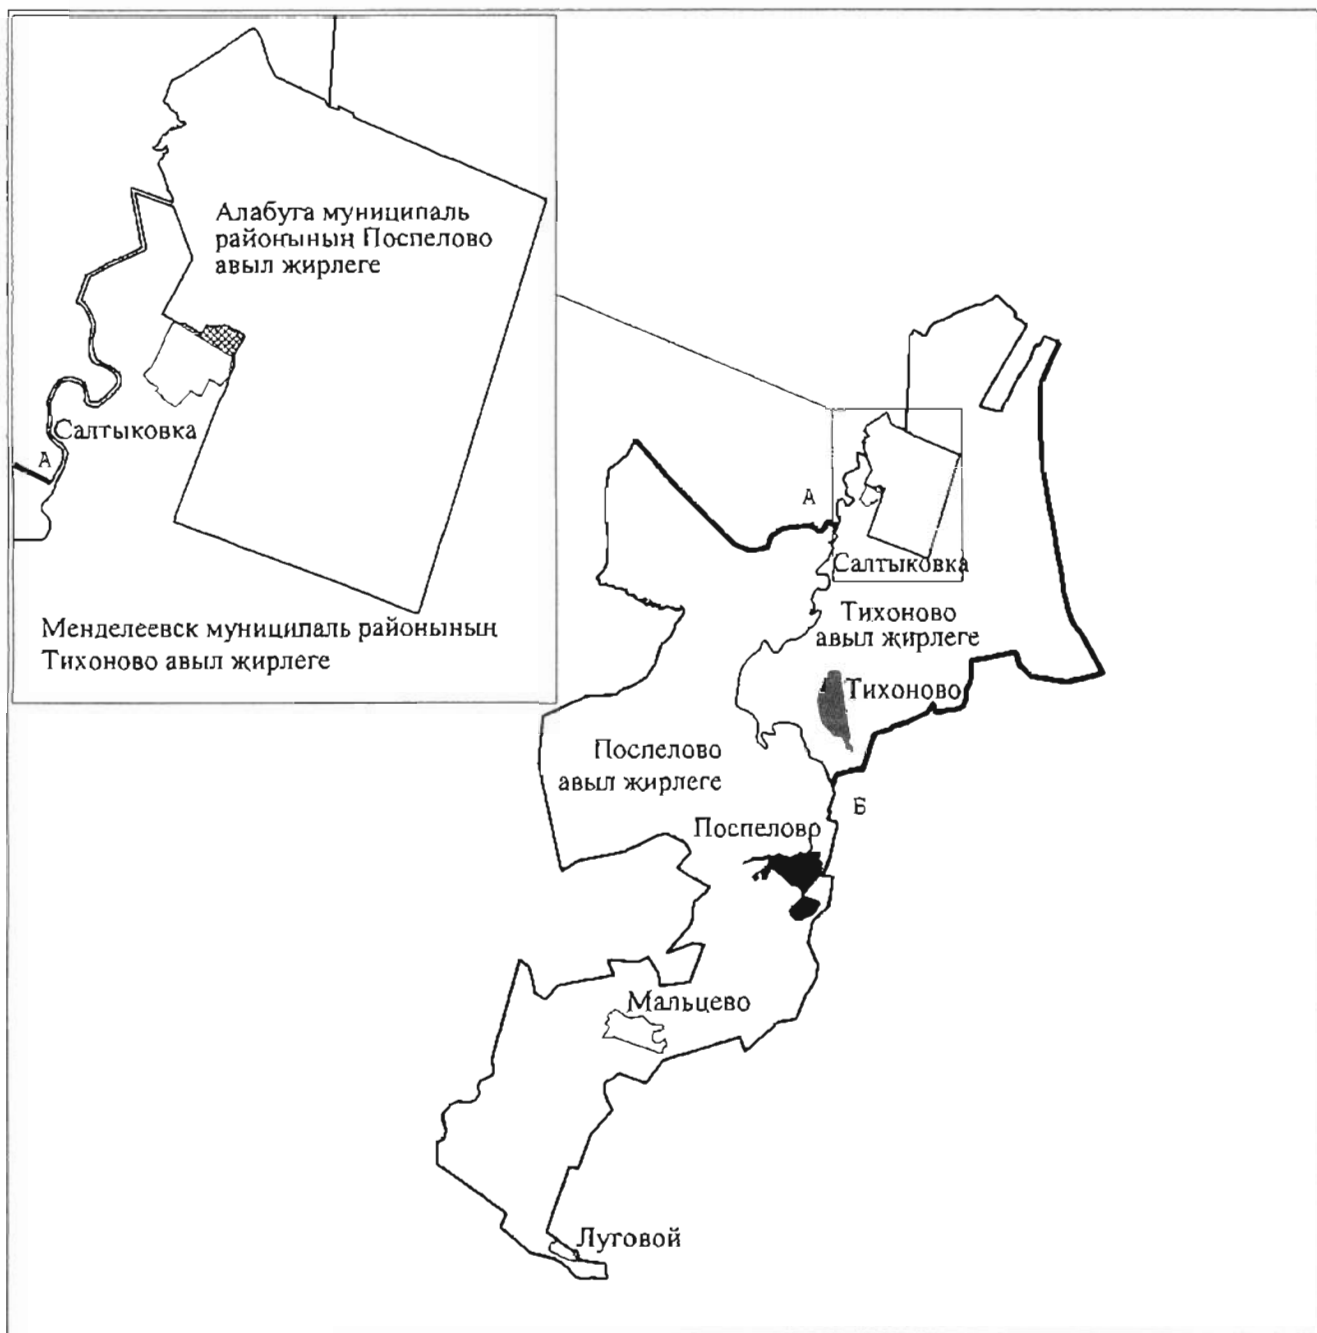 Алабуга муниципаль
районының Поспелово
авыл җирлеге
Салтыковка
А
Менделеевск муниципаль районының
Тихоново авыл җирлеге
А
Салтыковка
Тихоново
авыл җирлеге
Тихоново
Поспелово
авыл җирлеге
Б
Поспелово
Мальцево
Луговой